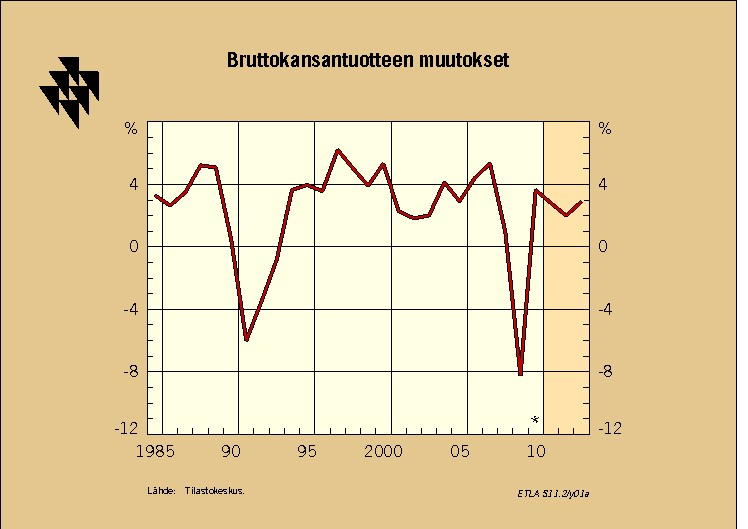 Bruttokansantuotteen muutokset
% %
4 4
0 0
-4 -4
-8 -8
*
-12 -12
1985 90 95 2000 05 10
Lähde: Tilastokeskus.
ETLA S11.2/y01a